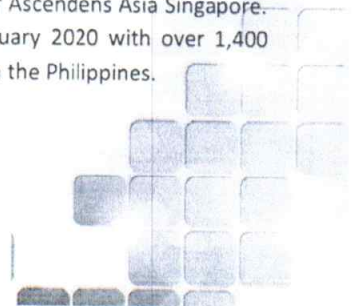 Ascendens Asia Singapore.
uary 2020 with over 1,400
the Philippines.